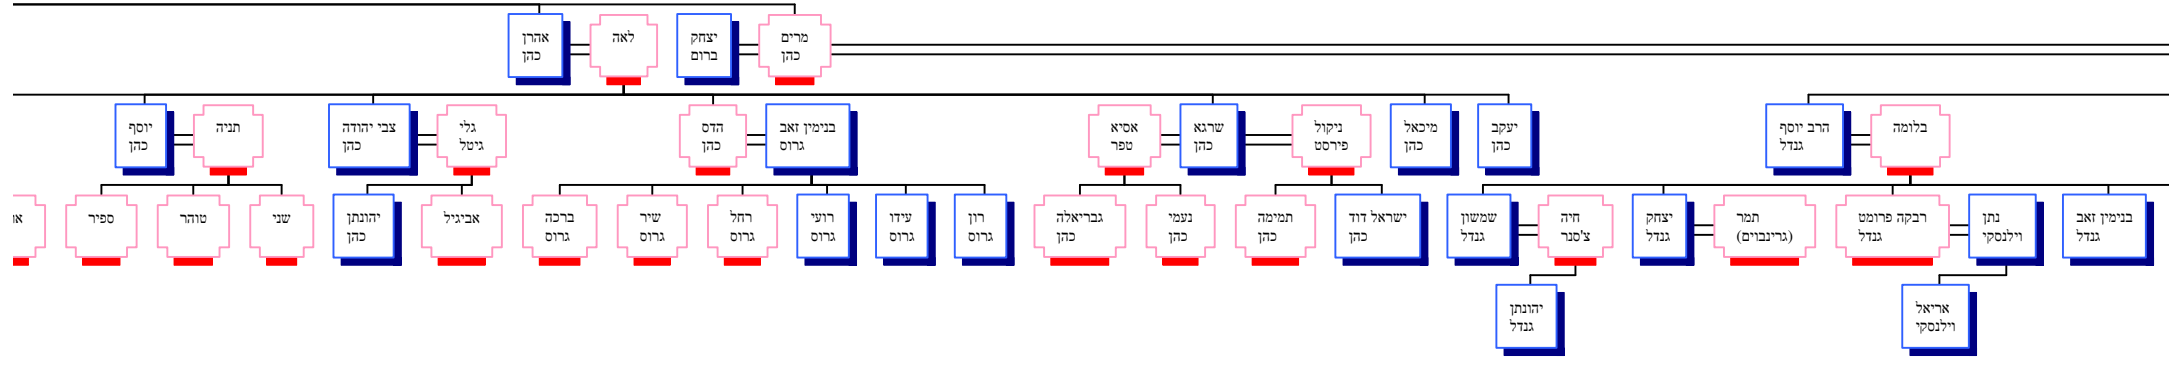 אהרן
כהן
לאה
יצחק
ברום
מרים
כהן
יוסף
כהן
תניה
צבי יהודה
כהן
גלי
גיטל
הדס
כהן
בנימין זאב
גרוס
אסיא
טפר
שרגא
כהן
ניקול
פירסט
מיכאל
כהן
יעקב
כהן
הרב יוסף
גנדל
בלומה
ספיר
טוהר
שני
יהונתן
כהן
אביגיל
ברכה
גרוס
שיר
גרוס
רחל
גרוס
רועי
גרוס
עידו
גרוס
רון
גרוס
גבריאלה
כהן
נעמי
כהן
תמימה
כהן
ישראל דוד
כהן
שמשון
גנדל
חיה
צ'סנר
יצחק
גנדל
תמר
(גרינבוים)
רבקה פרומט
גנדל
נתן
וילנסקי
בנימין זאב
גנדל
יהונתן
גנדל
אריאל
וילנסקי